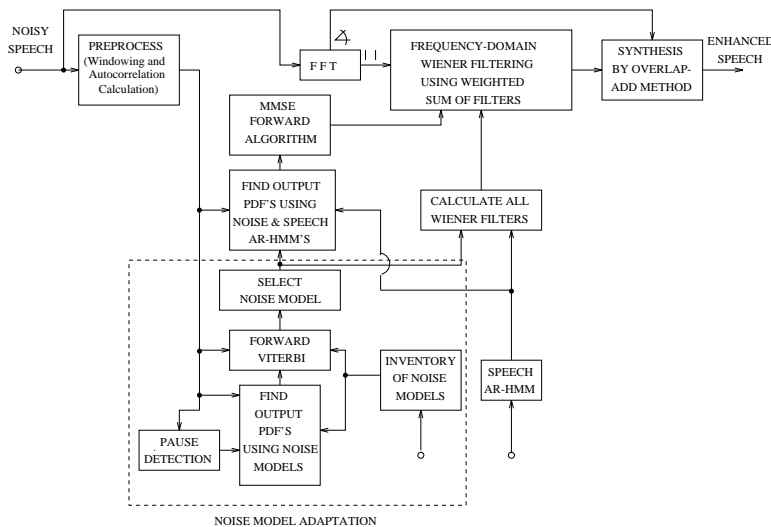 NOISY
SPEECH
PREPROCESS
(Windowing and
Autocorrelation
Calculation)
F F T
| |
FREQUENCY-DOMAIN
WIENER FILTERING
USING WEIGHTED
SUM OF FILTERS
SYNTHESIS
BY OVERLAP-
ADD METHOD
ENHANCED
SPEECH
MMSE
FORWARD
ALGORITHM
FIND OUTPUT
PDF'S USING
NOISE & SPEECH
AR-HMM'S
CALCULATE ALL
WIENER FILTERS
SELECT
NOISE MODEL
FORWARD
VITERBI
INVENTORY
OF NOISE
MODELS
SPEECH
AR-HMM
FIND
OUTPUT
PDF'S
USING NOISE
MODELS
PAUSE
DETECTION
NOISE MODEL ADAPTATION